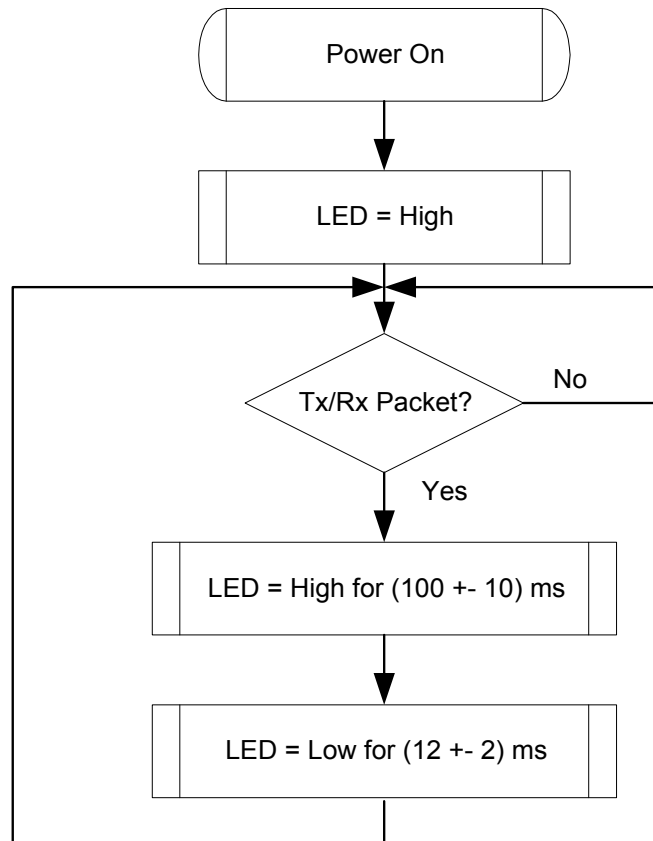 Power On
LED = High
Tx/Rx Packet?
No
Yes
LED = High for (100 +- 10) ms
LED = Low for (12 +- 2) ms